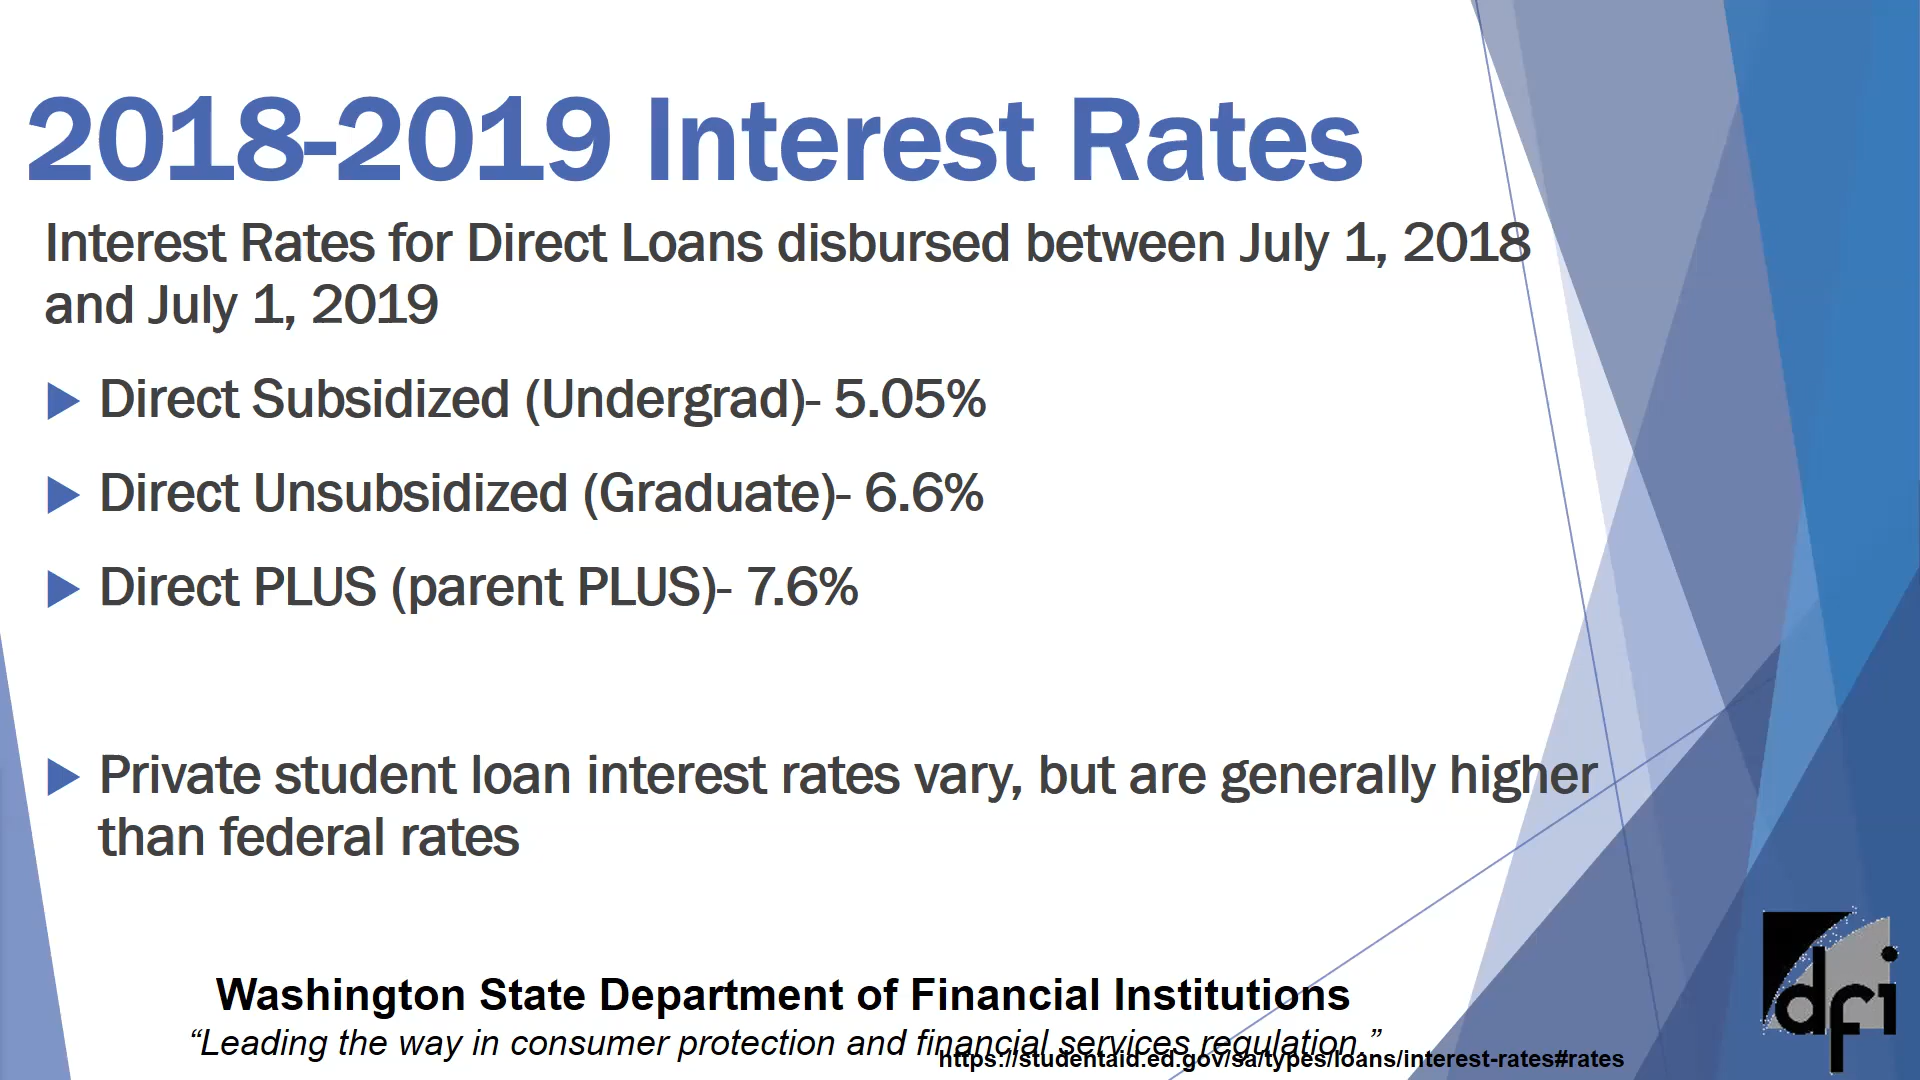 2018-2019 Interest Rates
Interest Rates for Direct Loans disbursed between July 1, 2018
and July 1, 2019
Direct Subsidized (Undergrad)- 5.05%
Direct Unsubsidized (Graduate)- 6.6%
Direct PLUS (parent PLUS)- 7.6%
Private student loan interest rates vary, but are generally higher
than federal rates
Washington State Department of Financial Institutions
“Leading the way in consumer protection and financial services regulation.”
https://studentaid.ed.gov/sa/types/loans/interest-rates#rates
dfi